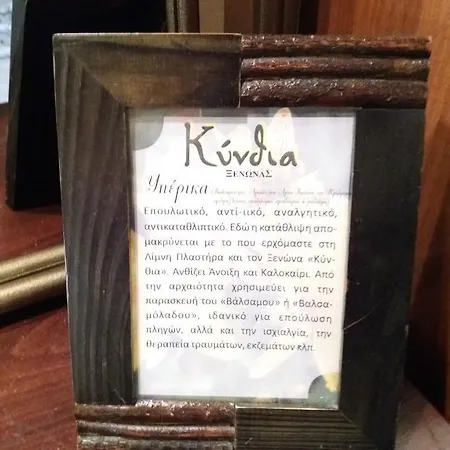 Κύνθια
ΞΕΝΩΝΑΣ
Υπέρικα
Επουλωτικό, αντί-ιικό, αναλγητικό,
αντικαταθλιπτικό. Εδώ η κατάθλιψη απο-
μακρύνεται με το που ερχόμαστε στη
Λίμνη Πλαστήρα και τον Ξενώνα «Κύν-
θια». Ανθίζει Άνοιξη και Καλοκαίρι. Από
την αρχαιότητα χρησιμεύει για την
παρασκευή του «Βάλσαμου» ή «Βαλσα-
μόλαδου», ιδανικό για επούλωση
πληγών, αλλά και την ισχιαλγία, την
θεραπεία τραυμάτων, εκζεμάτων κλπ.